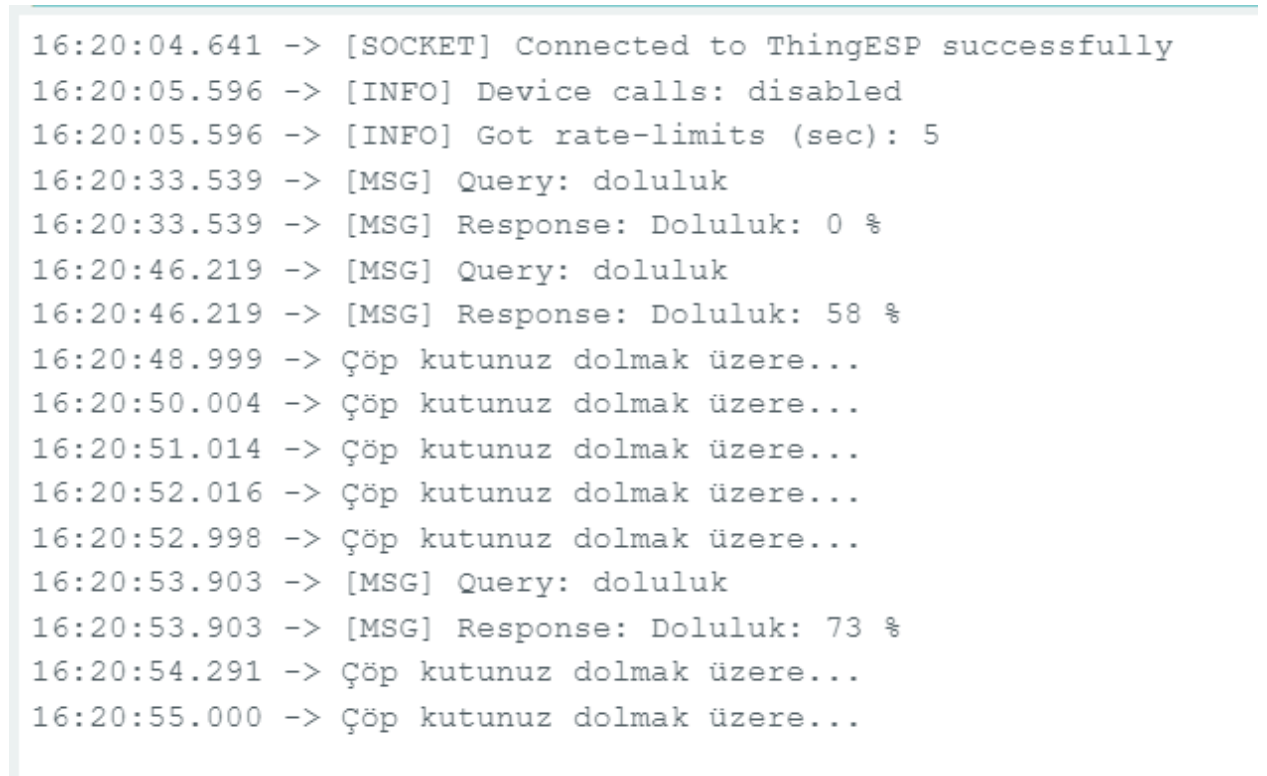 16:20:04.641 -> [SOCKET] Connected to ThingESP successfully
16:20:05.596 -> [INFO] Device calls: disabled
16:20:05.596 -> [INFO] Got rate-limits (sec): 5
16:20:33.539 -> [MSG] Query: doluluk
16:20:33.539 -> [MSG] Response: Doluluk: 0 %
16:20:46.219 -> [MSG] Query: doluluk
16:20:46.219 -> [MSG] Response: Doluluk: 58 %
16:20:48.999 -> Çöp kutunuz dolmak üzere...
16:20:50.004 -> Çöp kutunuz dolmak üzere...
16:20:51.014 -> Çöp kutunuz dolmak üzere...
16:20:52.016 -> Çöp kutunuz dolmak üzere...
16:20:52.998 -> Çöp kutunuz dolmak üzere...
16:20:53.903 -> [MSG] Query: doluluk
16:20:53.903 -> [MSG] Response: Doluluk: 73 %
16:20:54.291 -> Çöp kutunuz dolmak üzere...
16:20:55.000 -> Çöp kutunuz dolmak üzere...